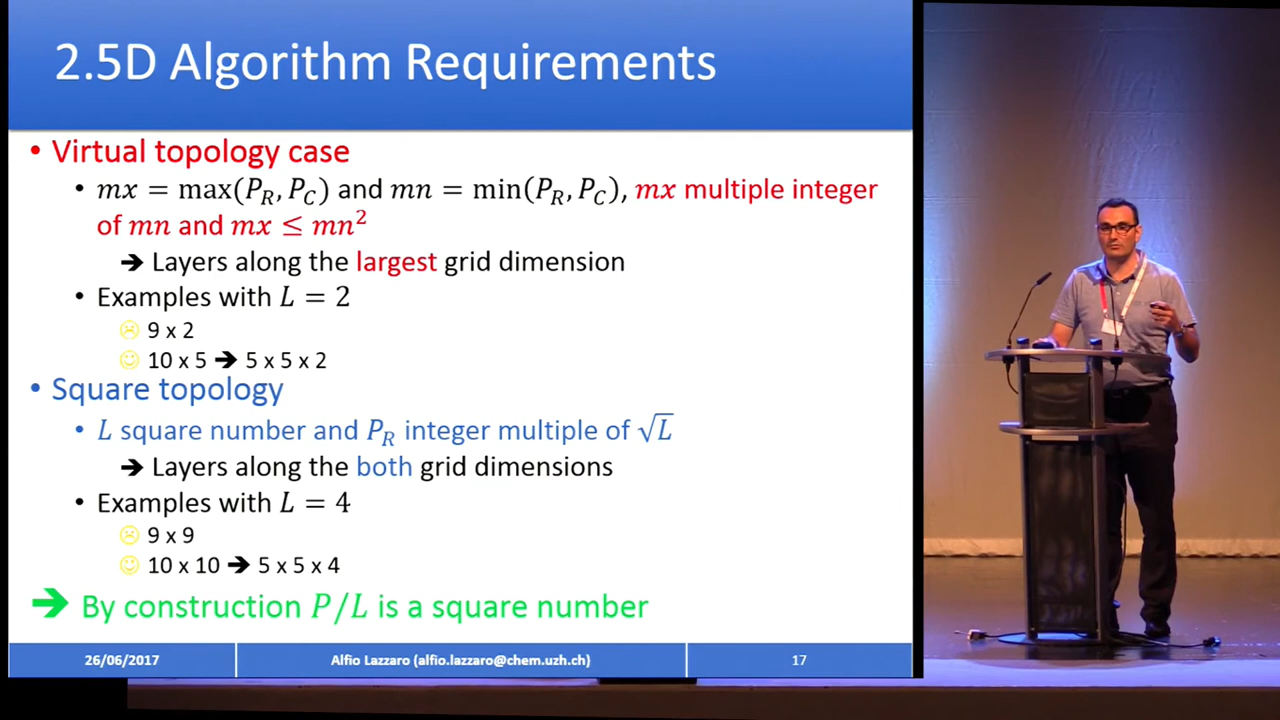 2.5D Algorithm Requirements
• Virtual topology case
• mx = max(P_R, P_C) and mn = min(P_R, P_C), mx multiple integer
of mn and mx ≤ mn²
➔ Layers along the largest grid dimension
• Examples with L = 2
☹ 9 x 2
☺ 10 x 5 ➔ 5 x 5 x 2
• Square topology
• L square number and P_R integer multiple of √L
➔ Layers along the both grid dimensions
• Examples with L = 4
☹ 9 x 9
☺ 10 x 10 ➔ 5 x 5 x 4
➔ By construction P/L is a square number
26/06/2017
Alfio Lazzaro (alfio.lazzaro@chem.uzh.ch)
17